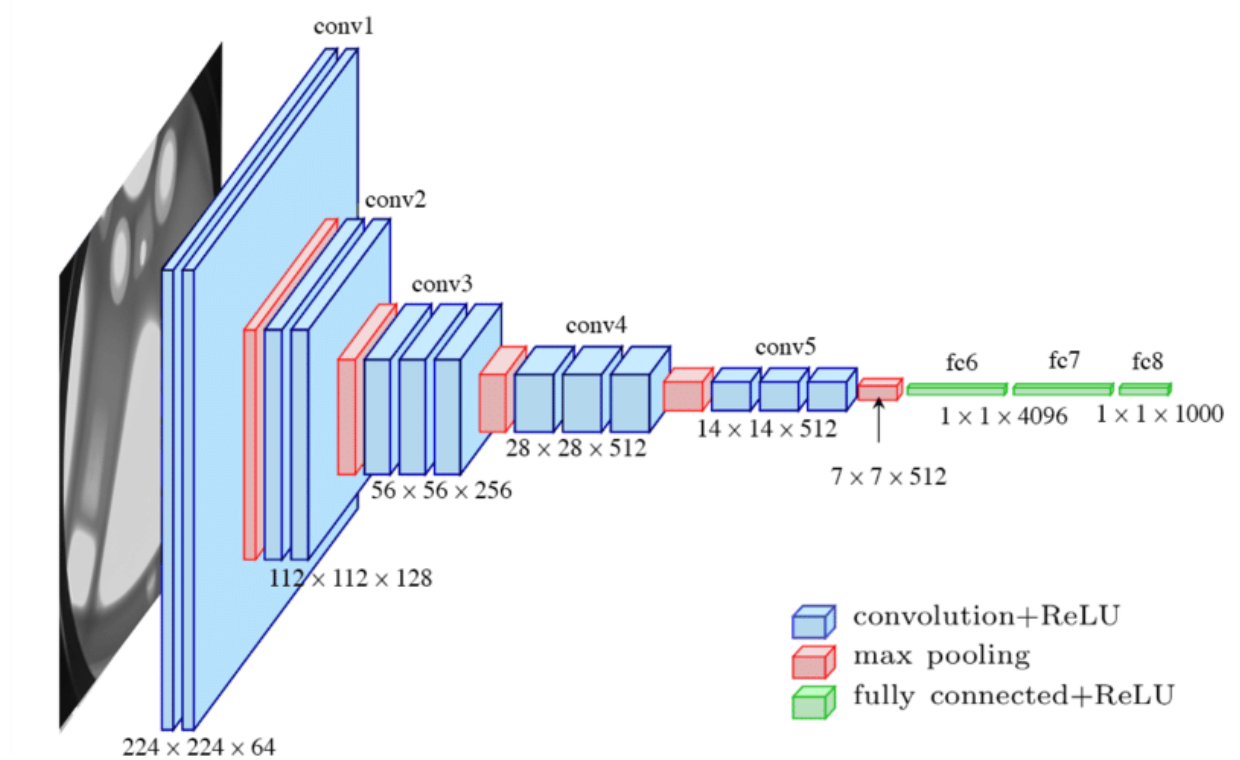 conv1
conv2
conv3
conv4
conv5
fc6
fc7
fc8
1 × 1 × 4096
1 × 1 × 1000
14 × 14 × 512
28 × 28 × 512
7 × 7 × 512
56 × 56 × 256
112 × 112 × 128
224 × 224 × 64
convolution+ReLU
max pooling
fully connected+ReLU